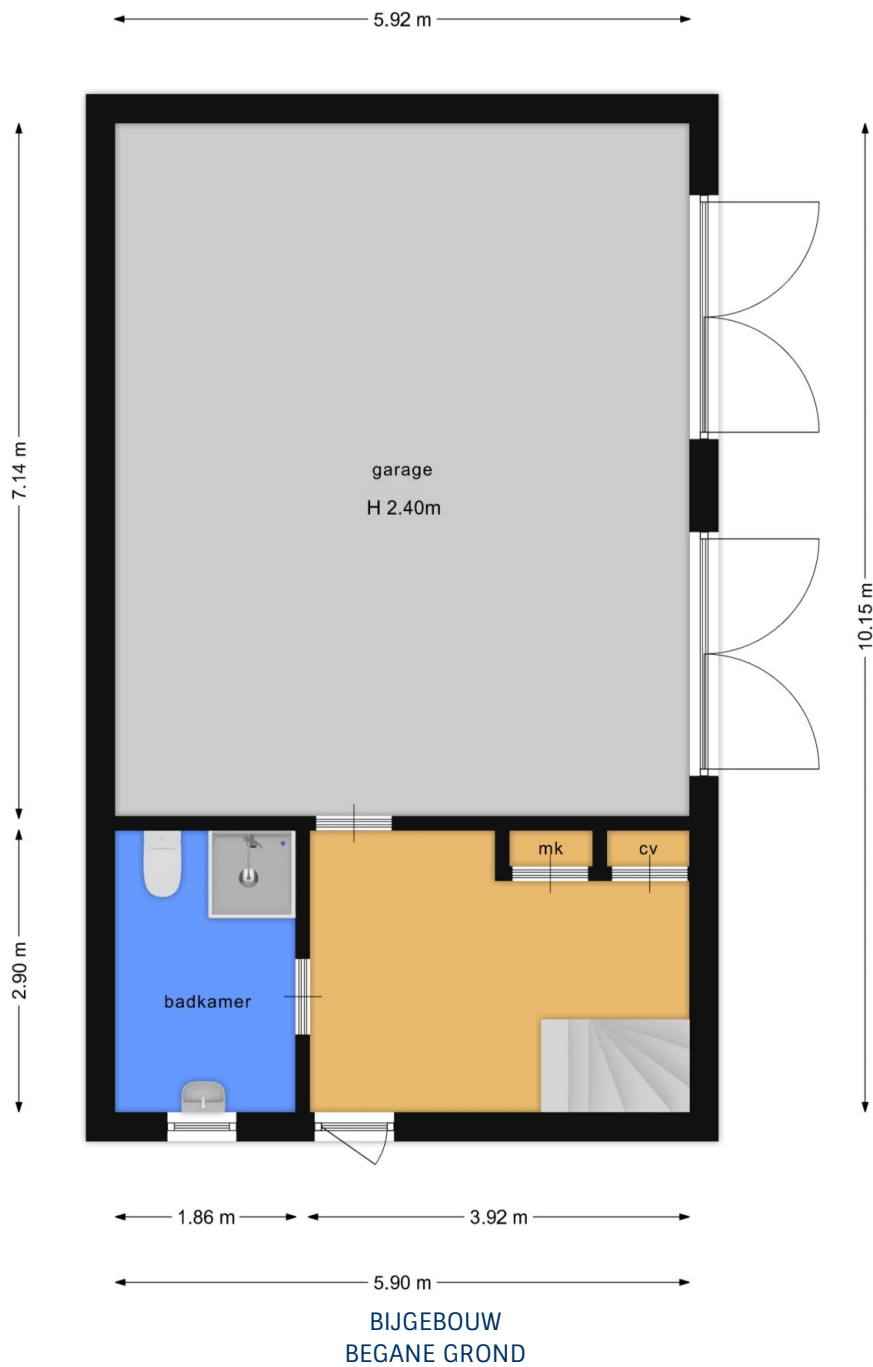 5.92 m
7.14 m
garage
H 2.40m
10.15 m
mk
cv
2.90 m
badkamer
1.86 m
3.92 m
5.90 m
BIJGEBOUW
BEGANE GROND